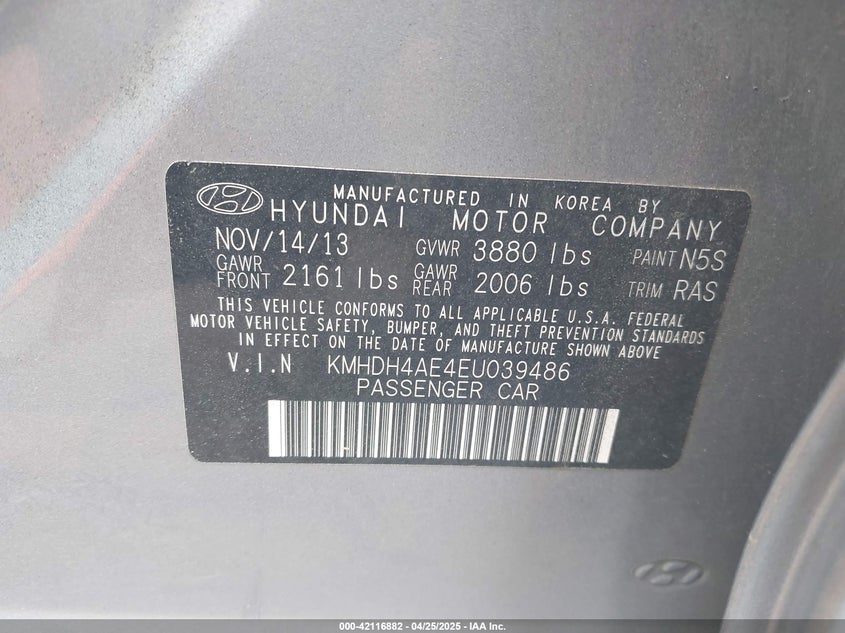 MANUFACTURED IN KOREA BY
HYUNDAI MOTOR COMPANY
NOV/14/13 GVWR 3880 lbs PAINT N5S
GAWR FRONT 2161 lbs GAWR REAR 2006 lbs TRIM RAS
THIS VEHICLE CONFORMS TO ALL APPLICABLE U.S.A. FEDERAL
MOTOR VEHICLE SAFETY, BUMPER, AND THEFT PREVENTION STANDARDS
IN EFFECT ON THE DATE OF MANUFACTURE SHOWN ABOVE
V.I.N KMHDH4AE4EU039486
PASSENGER CAR
000-42116882 - 04/25/2025 - IAA Inc.